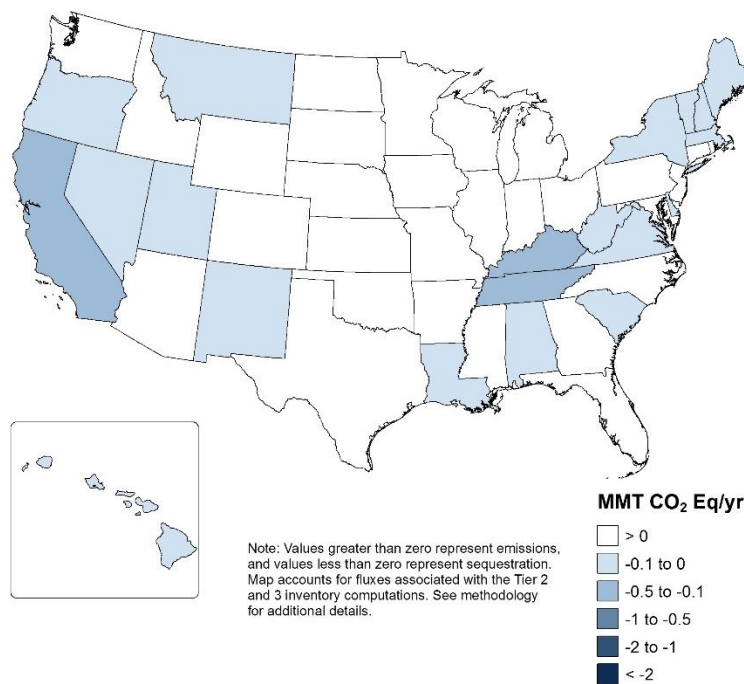 Note: Values greater than zero represent emissions,
and values less than zero represent sequestration.
Map accounts for fluxes associated with the Tier 2
and 3 inventory computations. See methodology
for additional details.
MMT CO₂ Eq/yr
> 0
-0.1 to 0
-0.5 to -0.1
-1 to -0.5
-2 to -1
< -2